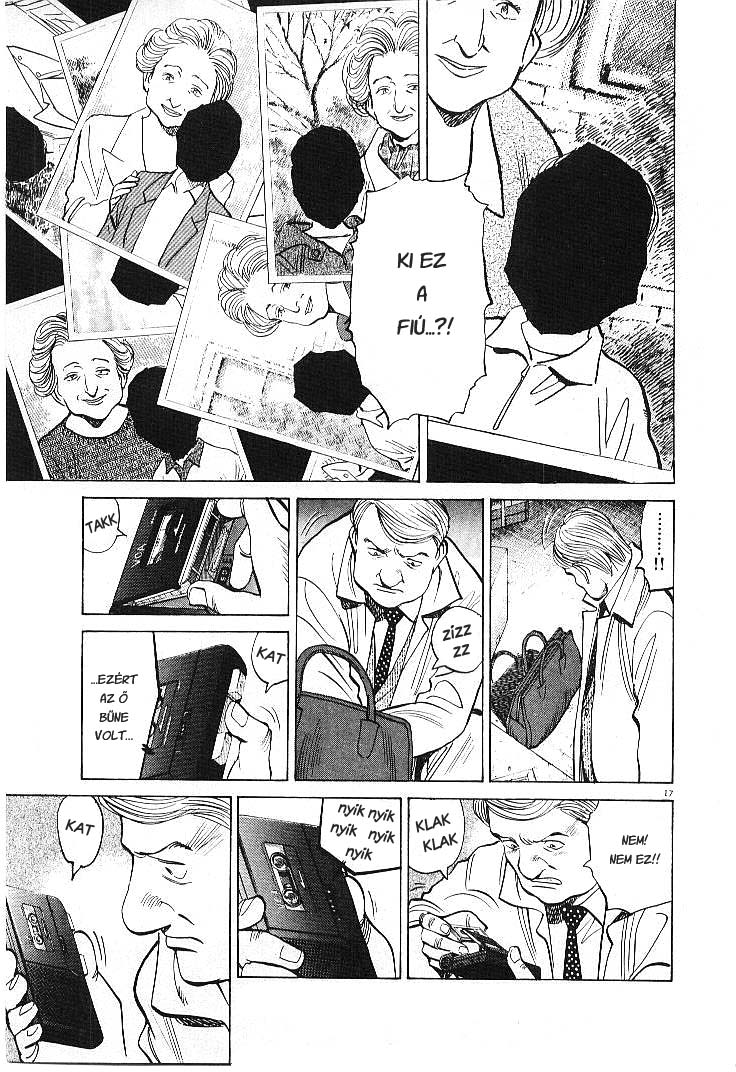 KI EZ
A
FIÚ...?!
......!!
ZIZZ
ZZ
TAKK
VOA
KAT
...EZÉRT
AZ Ő
BŰNE
VOLT...
17
NEM!
NEM EZ!!
KLAK
KLAK
NYIK NYIK
NYIK NYIK
NYIK
KAT